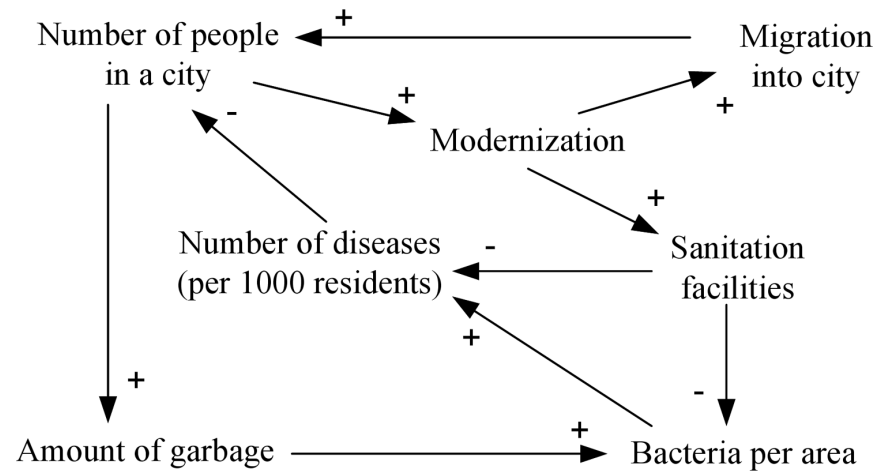 Number of people
in a city
+
Migration
into city
+
+
-
Modernization
+
Number of diseases
(per 1000 residents)
-
Sanitation
facilities
+
+
-
Amount of garbage
+
Bacteria per area